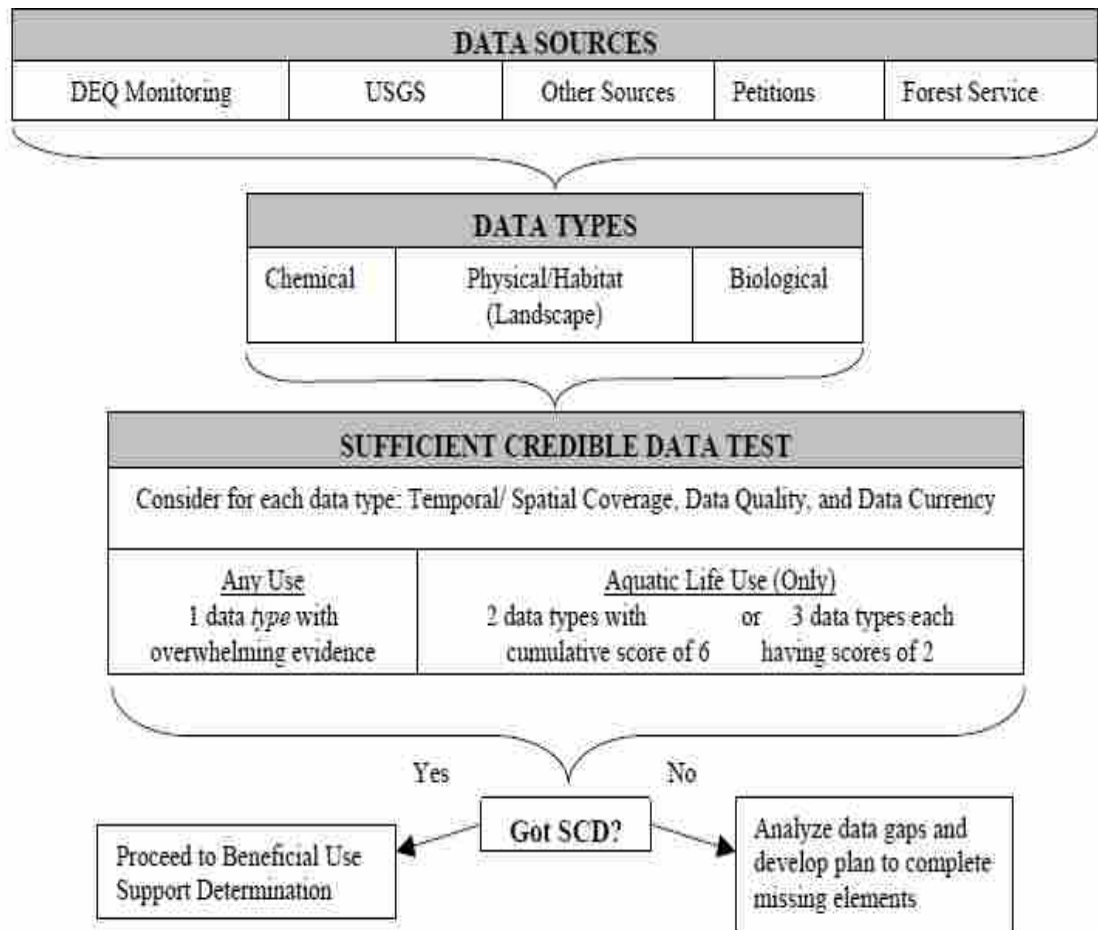 DATA SOURCES
DEQ Monitoring
USGS
Other Sources
Petitions
Forest Service
DATA TYPES
Chemical
Physical/Habitat
(Landscape)
Biological
SUFFICIENT CREDIBLE DATA TEST
Consider for each data type: Temporal/ Spatial Coverage, Data Quality, and Data Currency
Any Use
1 data type with
overwhelming evidence
Aquatic Life Use (Only)
2 data types with or 3 data types each
cumulative score of 6 having scores of 2
Yes
No
Got SCD?
Proceed to Beneficial Use
Support Determination
Analyze data gaps and
develop plan to complete
missing elements